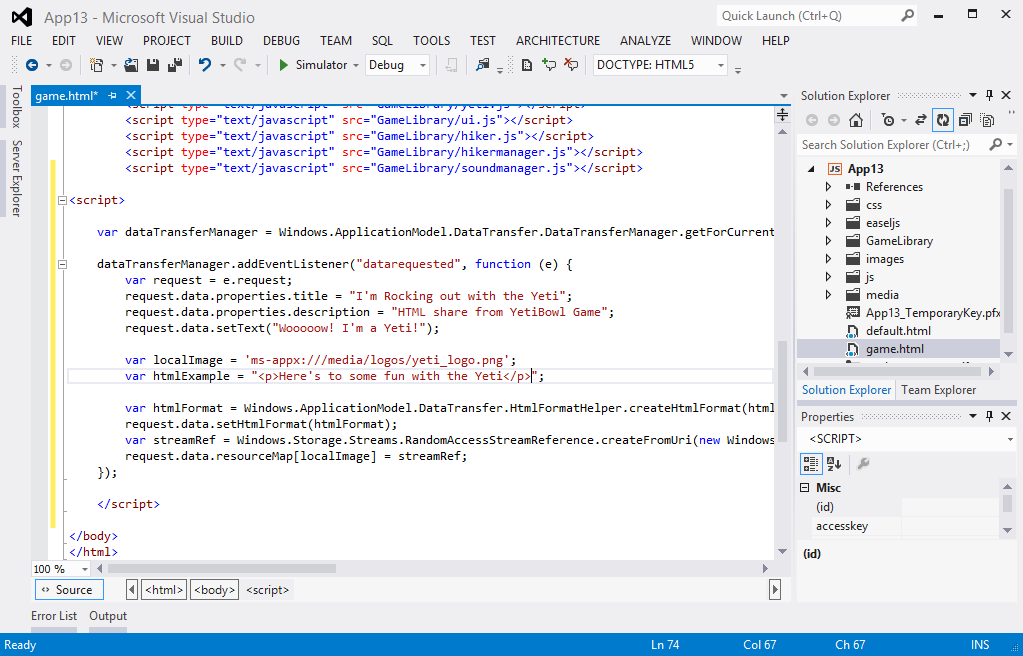 App13 - Microsoft Visual Studio
Quick Launch (Ctrl+Q)
FILE EDIT VIEW PROJECT BUILD DEBUG TEAM SQL TOOLS TEST ARCHITECTURE ANALYZE WINDOW HELP
Simulator Debug DOCTYPE: HTML5
Toolbox
Server Explorer
game.html*
<script type="text/javascript" src="GameLibrary/yeti.js"></script>
<script type="text/javascript" src="GameLibrary/ui.js"></script>
<script type="text/javascript" src="GameLibrary/hiker.js"></script>
<script type="text/javascript" src="GameLibrary/hikermanager.js"></script>
<script type="text/javascript" src="GameLibrary/soundmanager.js"></script>
<script>
var dataTransferManager = Windows.ApplicationModel.DataTransfer.DataTransferManager.getForCurrent
dataTransferManager.addEventListener("datarequested", function (e) {
var request = e.request;
request.data.properties.title = "I'm Rocking out with the Yeti";
request.data.properties.description = "HTML share from YetiBowl Game";
request.data.setText("Wooooow! I'm a Yeti!");
var localImage = 'ms-appx:///media/logos/yeti_logo.png';
var htmlExample = "<p>Here's to some fun with the Yeti</p>";
var htmlFormat = Windows.ApplicationModel.DataTransfer.HtmlFormatHelper.createHtmlFormat(html
request.data.setHtmlFormat(htmlFormat);
var streamRef = Windows.Storage.Streams.RandomAccessStreamReference.createFromUri(new Windows
request.data.resourceMap[localImage] = streamRef;
});
</script>
</body>
</html>
100 %
Source <html> <body> <script>
Error List Output
Solution Explorer
Search Solution Explorer (Ctrl+;)
JS App13
References
css
easeljs
GameLibrary
images
js
media
App13_TemporaryKey.pfx
default.html
game.html
Solution Explorer Team Explorer
Properties
<SCRIPT>
Misc
(id)
accesskey
(id)
Ready Ln 74 Col 67 Ch 67 INS